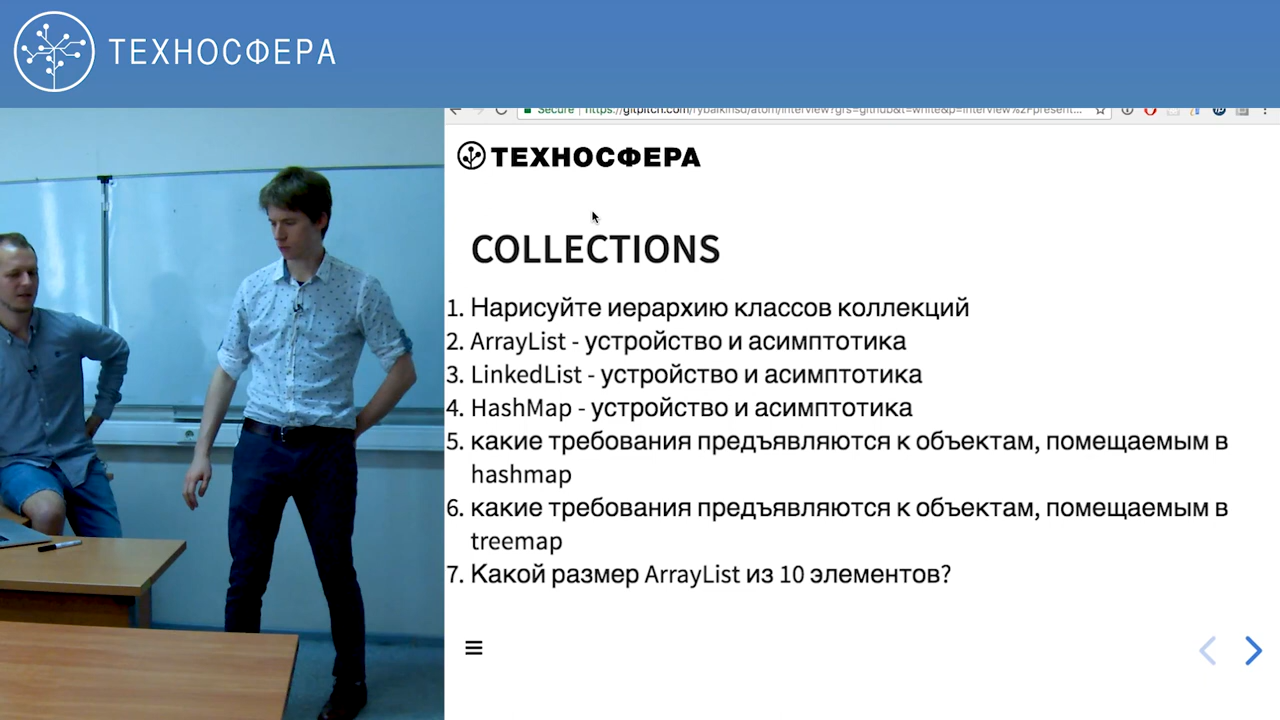 ТЕХНОСФЕРА
Secure
ТЕХНОСФЕРА
COLLECTIONS
1. Нарисуйте иерархию классов коллекций
2. ArrayList - устройство и асимптотика
3. LinkedList - устройство и асимптотика
4. HashMap - устройство и асимптотика
5. какие требования предъявляются к объектам, помещаемым в
hashmap
6. какие требования предъявляются к объектам, помещаемым в
treemap
7. Какой размер ArrayList из 10 элементов?